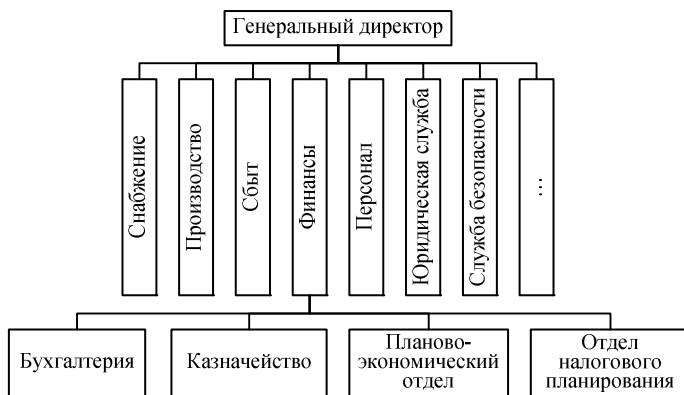 Генеральный директор
Снабжение
Производство
Сбыт
Финансы
Персонал
Юридическая служба
Служба безопасности
...
Бухгалтерия
Казначейство
Планово-
экономический
отдел
Отдел
налогового
планирования